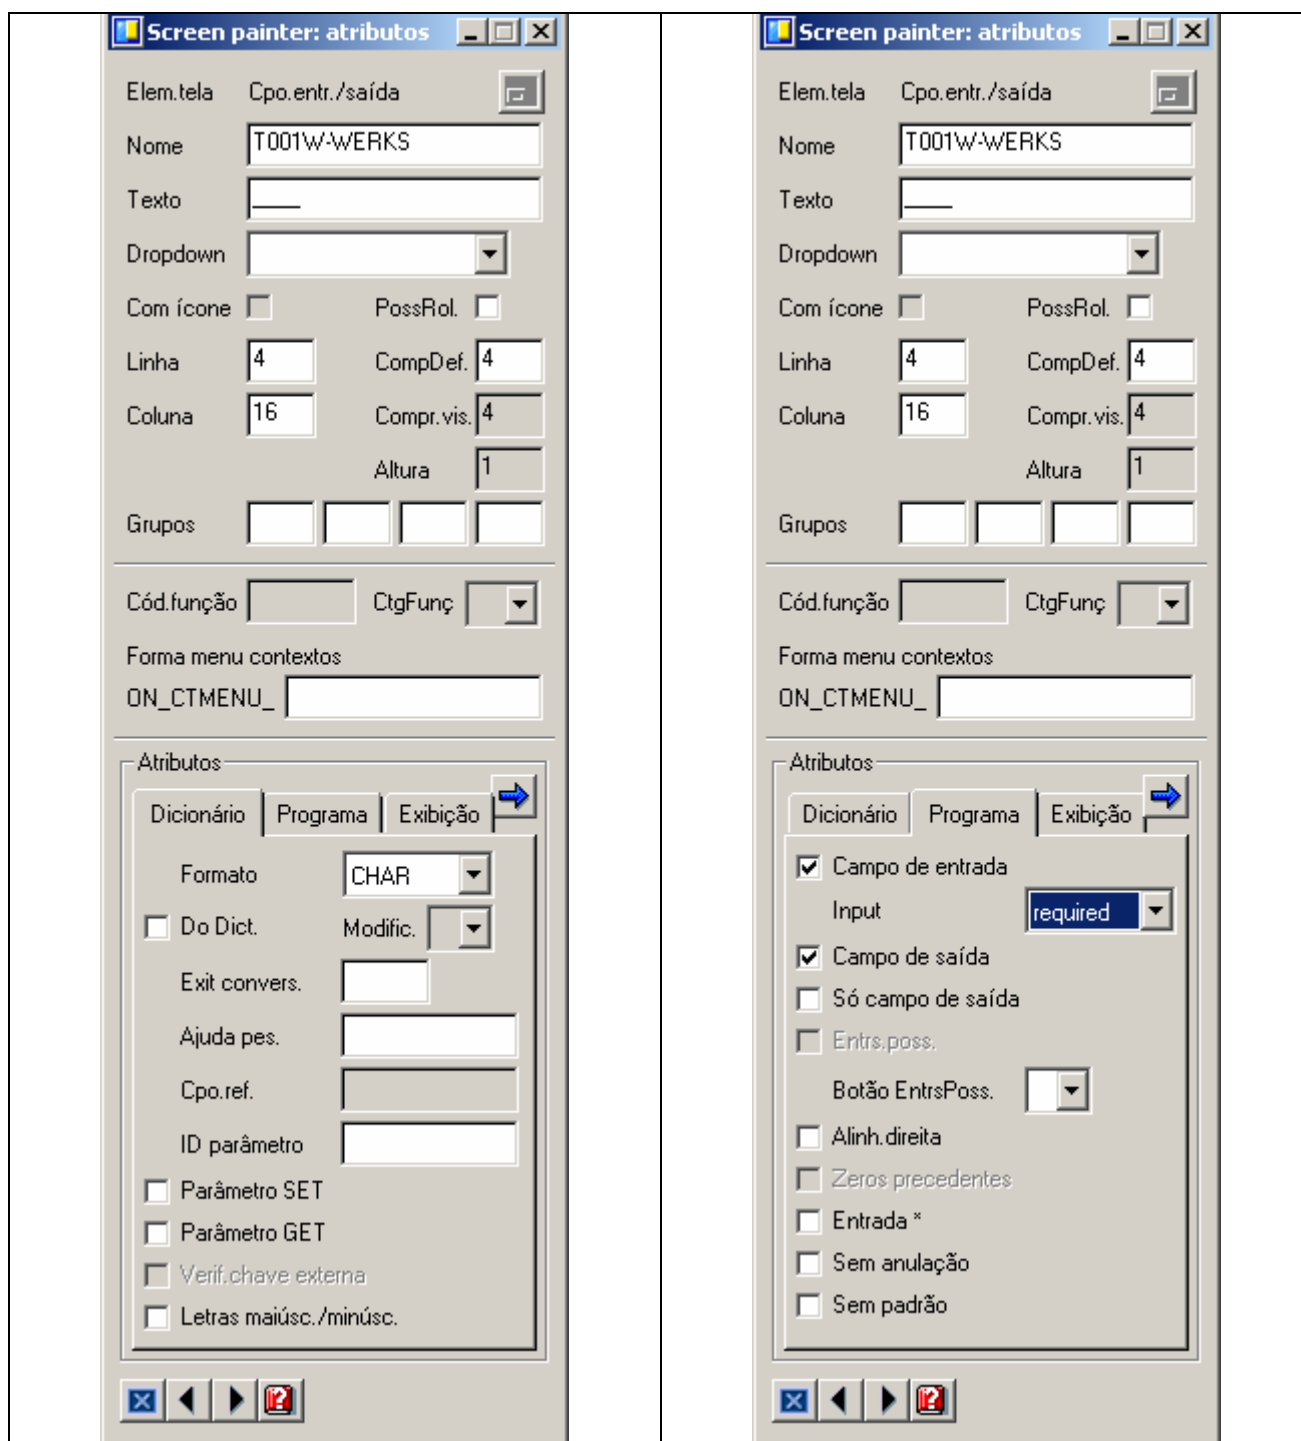 Screen painter: atributos
Elem.tela Cpo.entr./saída
Nome T001W-WERKS
Texto ____
Dropdown
Com ícone PossRol.
Linha 4 CompDef. 4
Coluna 16 Compr.vis. 4
Altura 1
Grupos
Cód.função CtgFunç
Forma menu contextos
ON_CTMENU_
Atributos
Dicionário Programa Exibição
Formato CHAR
Do Dict. Modific.
Exit convers.
Ajuda pes.
Cpo.ref.
ID parâmetro
Parâmetro SET
Parâmetro GET
Verif.chave externa
Letras maiúsc./minúsc.
Screen painter: atributos
Elem.tela Cpo.entr./saída
Nome T001W-WERKS
Texto ____
Dropdown
Com ícone PossRol.
Linha 4 CompDef. 4
Coluna 16 Compr.vis. 4
Altura 1
Grupos
Cód.função CtgFunç
Forma menu contextos
ON_CTMENU_
Atributos
Dicionário Programa Exibição
Campo de entrada
Input required
Campo de saída
Só campo de saída
Entrs.poss.
Botão EntrsPoss.
Alinh.direita
Zeros precedentes
Entrada *
Sem anulação
Sem padrão